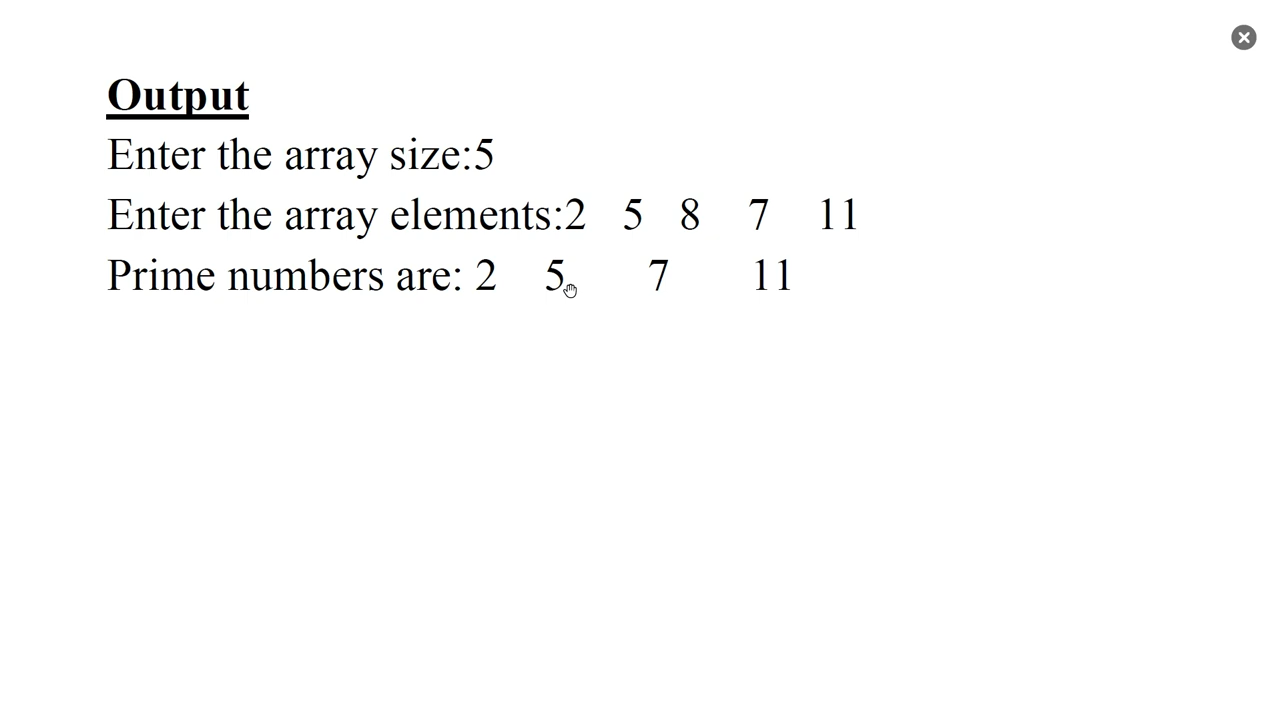 Output
Enter the array size:5
Enter the array elements:2 5 8 7 11
Prime numbers are: 2 5 7 11